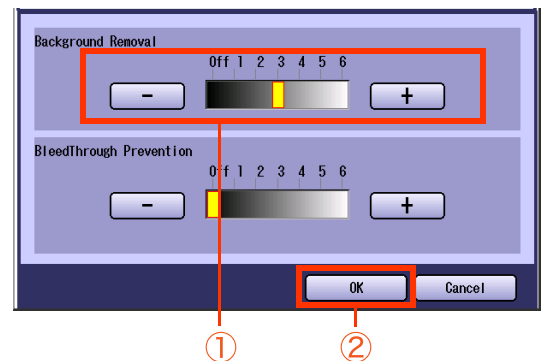 Background Removal
Off 1 2 3 4 5 6
- +
BleedThrough Prevention
Off 1 2 3 4 5 6
- +
OK Cancel
① ②